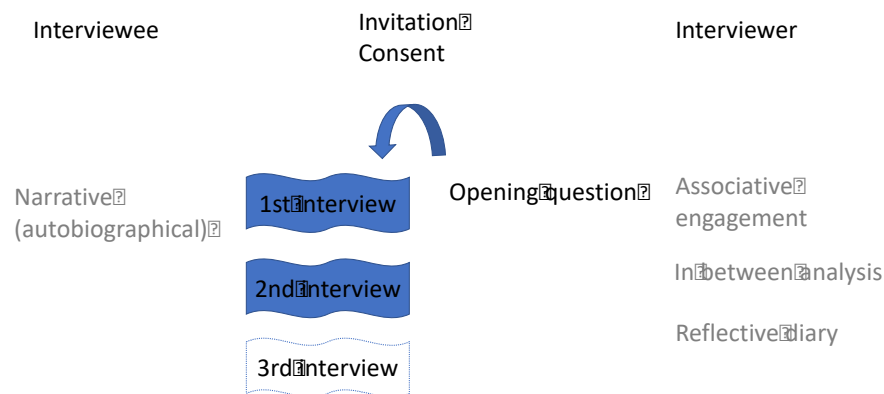 Interviewee
Invitation
Consent
Interviewer
Narrative
(autobiographical)
1st interview
Opening question
Associative
engagement
2nd interview
In between analysis
3rd interview
Reflective diary